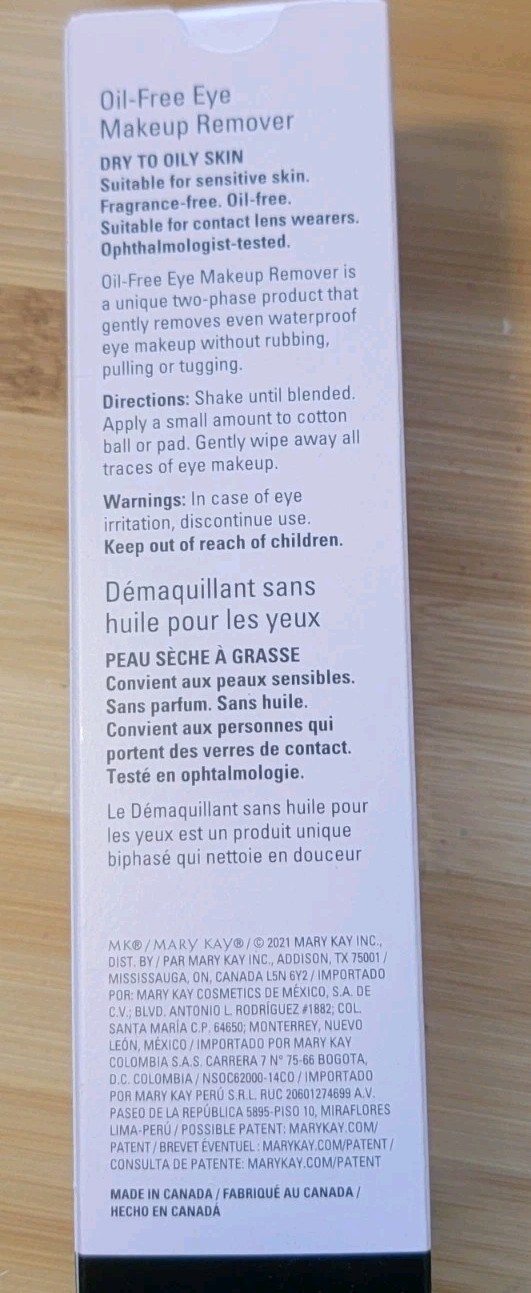 Oil-Free Eye
Makeup Remover
DRY TO OILY SKIN
Suitable for sensitive skin.
Fragrance-free. Oil-free.
Suitable for contact lens wearers.
Ophthalmologist-tested.
Oil-Free Eye Makeup Remover is
a unique two-phase product that
gently removes even waterproof
eye makeup without rubbing,
pulling or tugging.
Directions: Shake until blended.
Apply a small amount to cotton
ball or pad. Gently wipe away all
traces of eye makeup.
Warnings: In case of eye
irritation, discontinue use.
Keep out of reach of children.
Démaquillant sans
huile pour les yeux
PEAU SÈCHE À GRASSE
Convient aux peaux sensibles.
Sans parfum. Sans huile.
Convient aux personnes qui
portent des verres de contact.
Testé en ophtalmologie.
Le Démaquillant sans huile pour
les yeux est un produit unique
biphasé qui nettoie en douceur
MK®/MARY KAY®/© 2021 MARY KAY INC.,
DIST. BY / PAR MARY KAY INC., ADDISON, TX 75001 /
MISSISSAUGA, ON, CANADA L5N 6Y2 / IMPORTADO
POR: MARY KAY COSMETICS DE MÉXICO, S.A. DE
C.V.; BLVD. ANTONIO L. RODRÍGUEZ #1882; COL.
SANTA MARÍA C.P. 64650; MONTERREY, NUEVO
LEÓN, MÉXICO / IMPORTADO POR MARY KAY
COLOMBIA S.A.S. CARRERA 7 Nº 75-66 BOGOTA,
D.C. COLOMBIA / NSOC62000-14CO / IMPORTADO
POR MARY KAY PERÚ S.R.L. RUC 20601274699 A.V.
PASEO DE LA REPÚBLICA 5895-PISO 10, MIRAFLORES
LIMA-PERÚ / POSSIBLE PATENT: MARYKAY.COM/
PATENT / BREVET ÉVENTUEL : MARYKAY.COM/PATENT /
CONSULTA DE PATENTE: MARYKAY.COM/PATENT
MADE IN CANADA / FABRIQUÉ AU CANADA /
HECHO EN CANADÁ